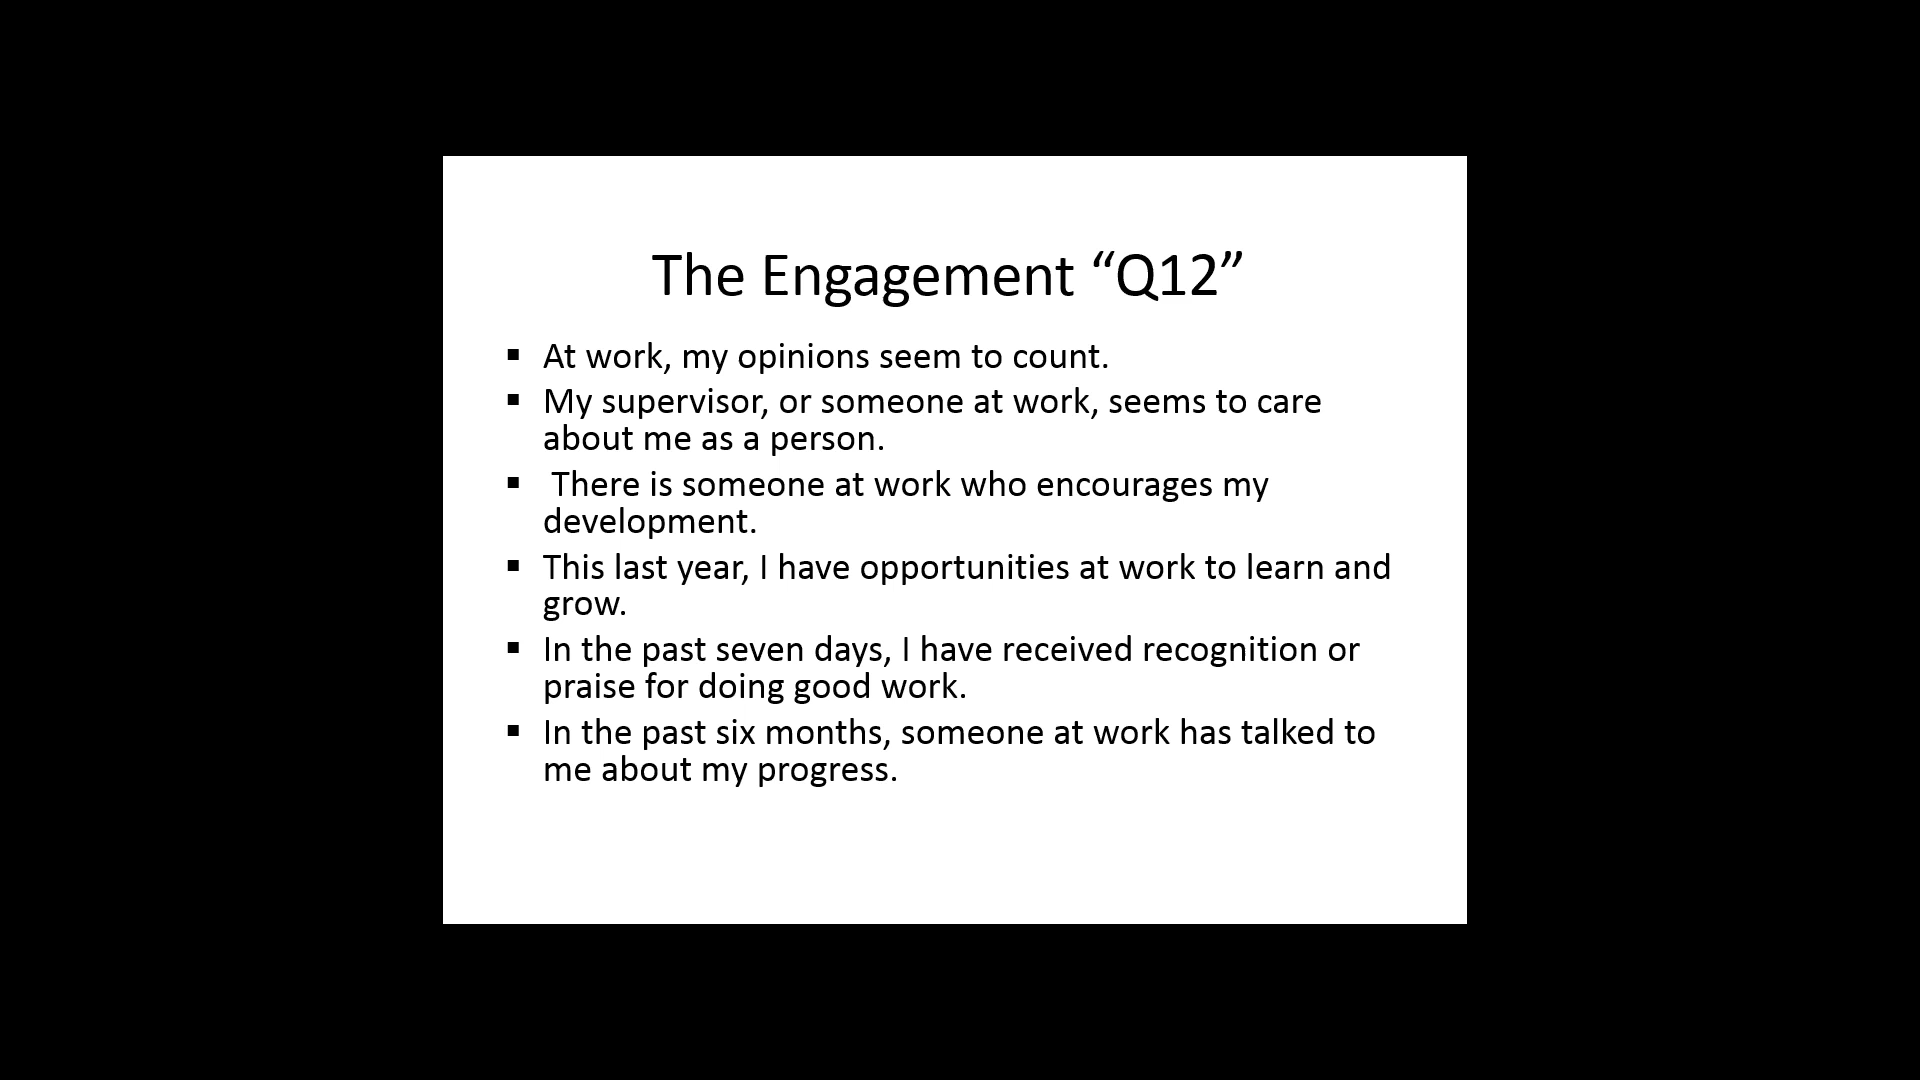 The Engagement “Q12”
▪ At work, my opinions seem to count.
▪ My supervisor, or someone at work, seems to care
about me as a person.
▪ There is someone at work who encourages my
development.
▪ This last year, I have opportunities at work to learn and
grow.
▪ In the past seven days, I have received recognition or
praise for doing good work.
▪ In the past six months, someone at work has talked to
me about my progress.